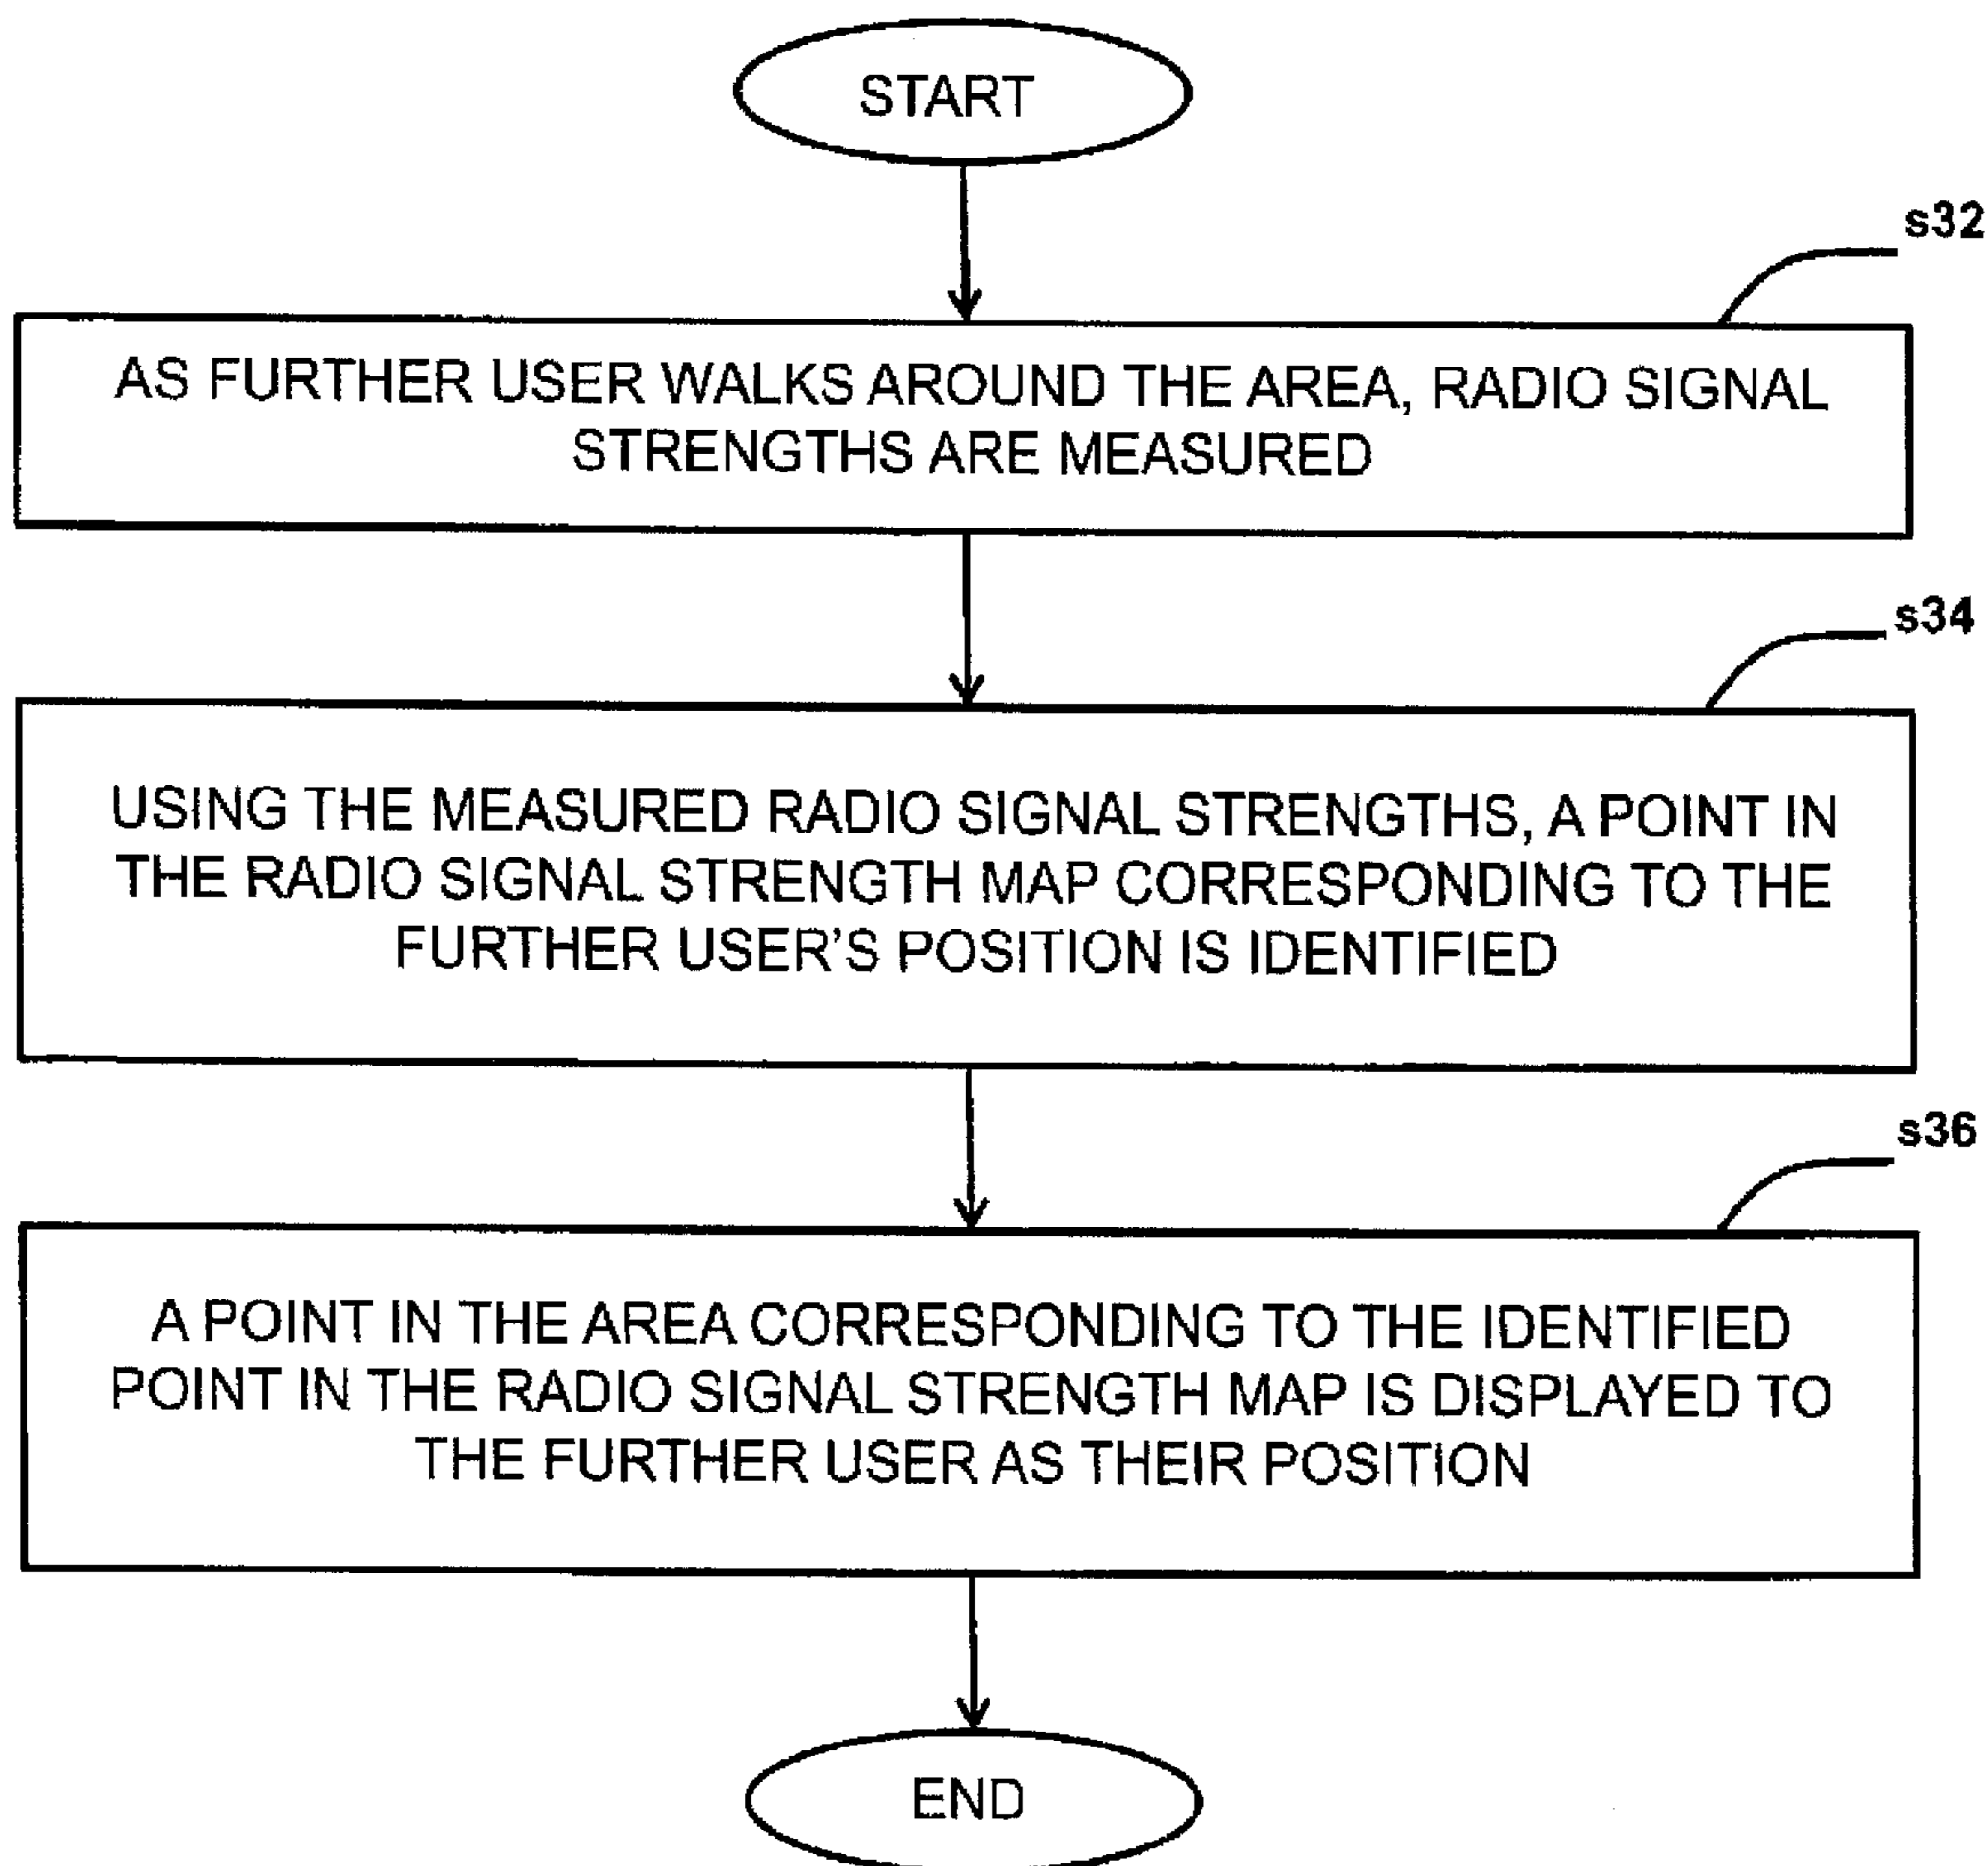 START
s32
AS FURTHER USER WALKS AROUND THE AREA, RADIO SIGNAL
STRENGTHS ARE MEASURED
s34
USING THE MEASURED RADIO SIGNAL STRENGTHS, A POINT IN
THE RADIO SIGNAL STRENGTH MAP CORRESPONDING TO THE
FURTHER USER'S POSITION IS IDENTIFIED
s36
A POINT IN THE AREA CORRESPONDING TO THE IDENTIFIED
POINT IN THE RADIO SIGNAL STRENGTH MAP IS DISPLAYED TO
THE FURTHER USER AS THEIR POSITION
END